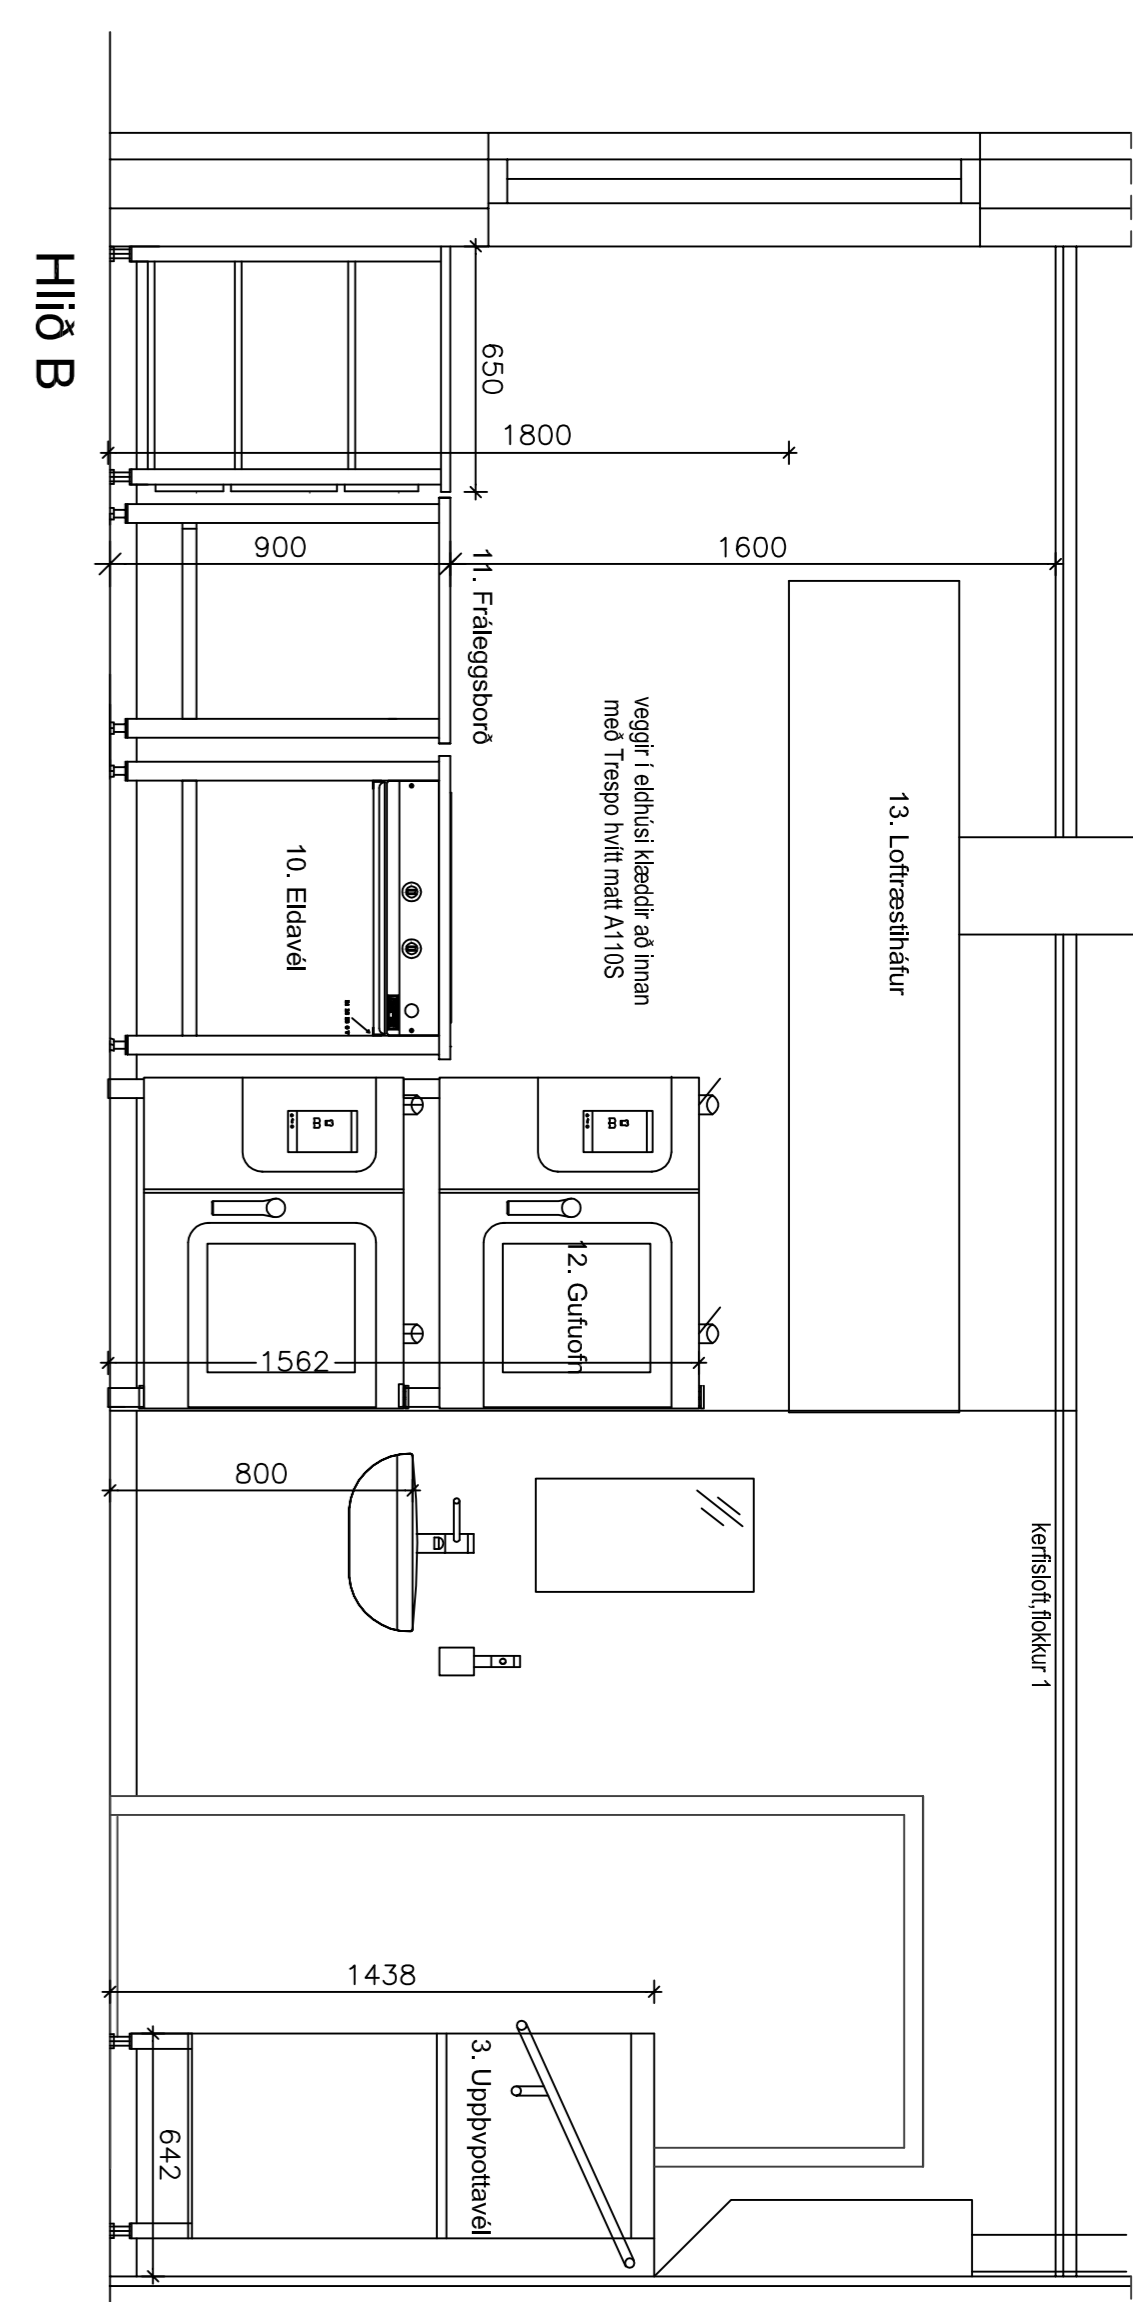 kerfisloft,flokkur 1
13. Loftræstiháfur
1800
1600
veggir í eldhúsi klæddir að innan
með Trespo hvítt matt A110S
12. Gufuofn
650
11. Fráleggsborð
3. Uppþvpottavél
900
10. Eldavél
1562
800
1438
642
Hlið B